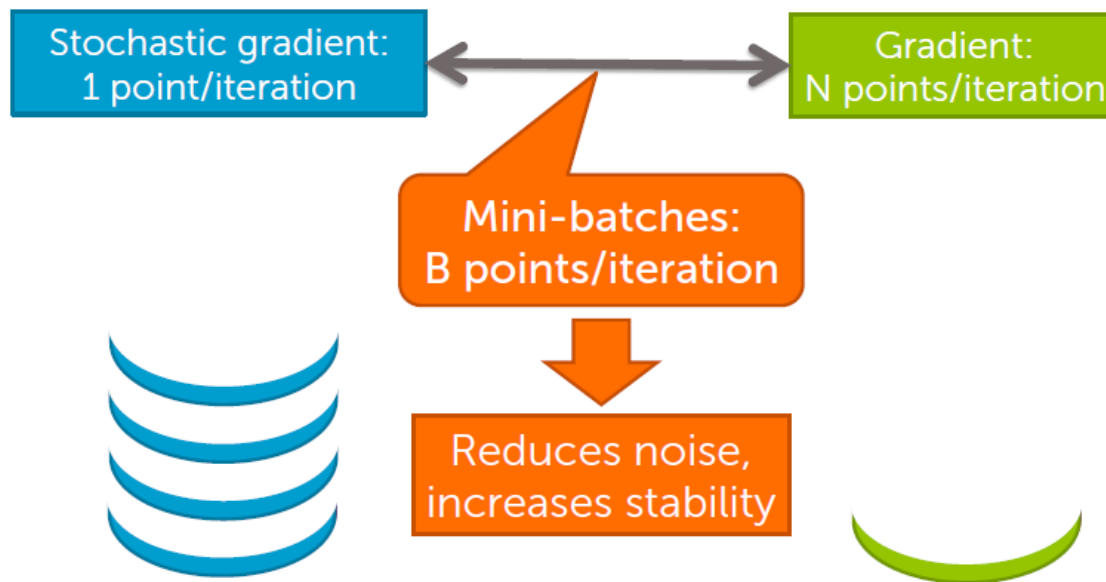 Stochastic gradient:
1 point/iteration
Gradient:
N points/iteration
Mini-batches:
B points/iteration
Reduces noise,
increases stability